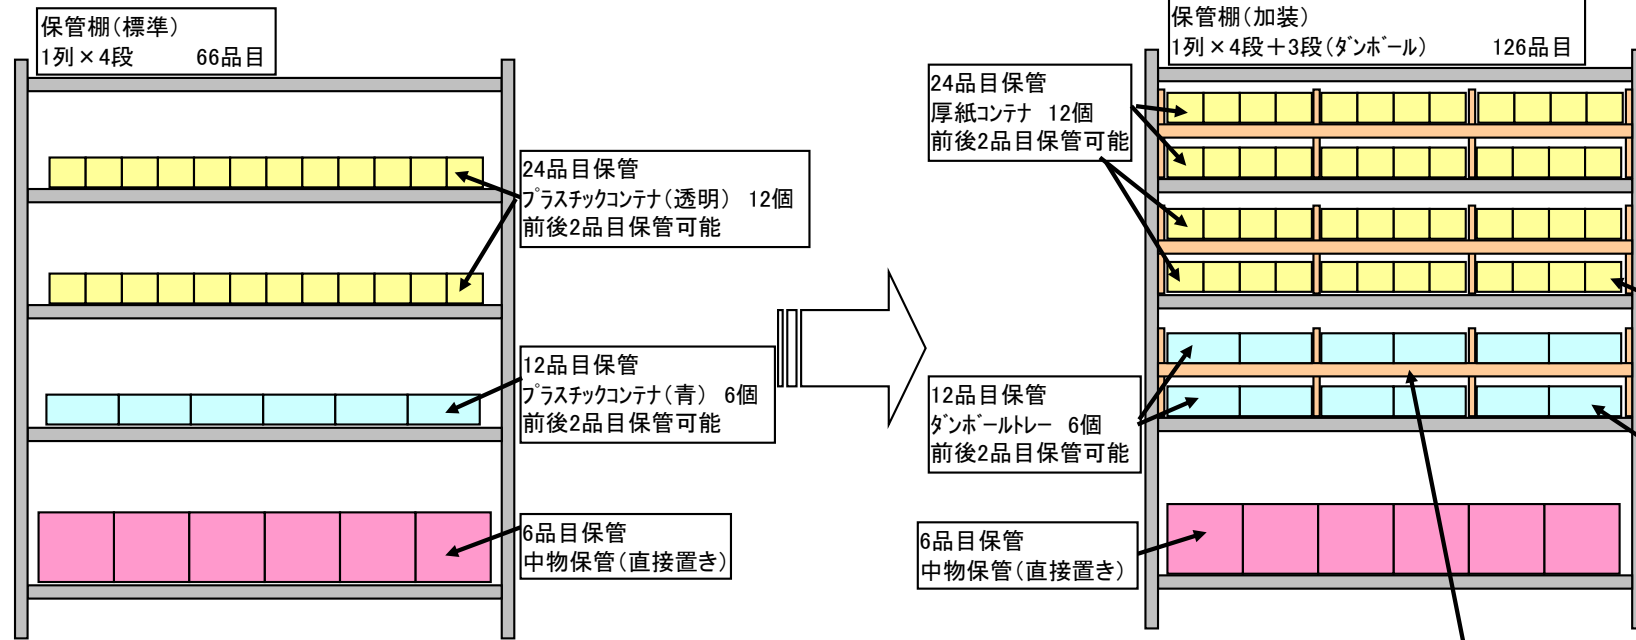 保管棚(標準)
1列×4段　　　66品目
24品目保管
プラスチックコンテナ(透明)　12個
前後2品目保管可能
12品目保管
プラスチックコンテナ(青)　6個
前後2品目保管可能
6品目保管
中物保管(直接置き)
保管棚(加装)
1列×4段＋3段(ダンボール)　　　126品目
24品目保管
厚紙コンテナ　12個
前後2品目保管可能
12品目保管
ダンボールトレー　6個
前後2品目保管可能
6品目保管
中物保管(直接置き)